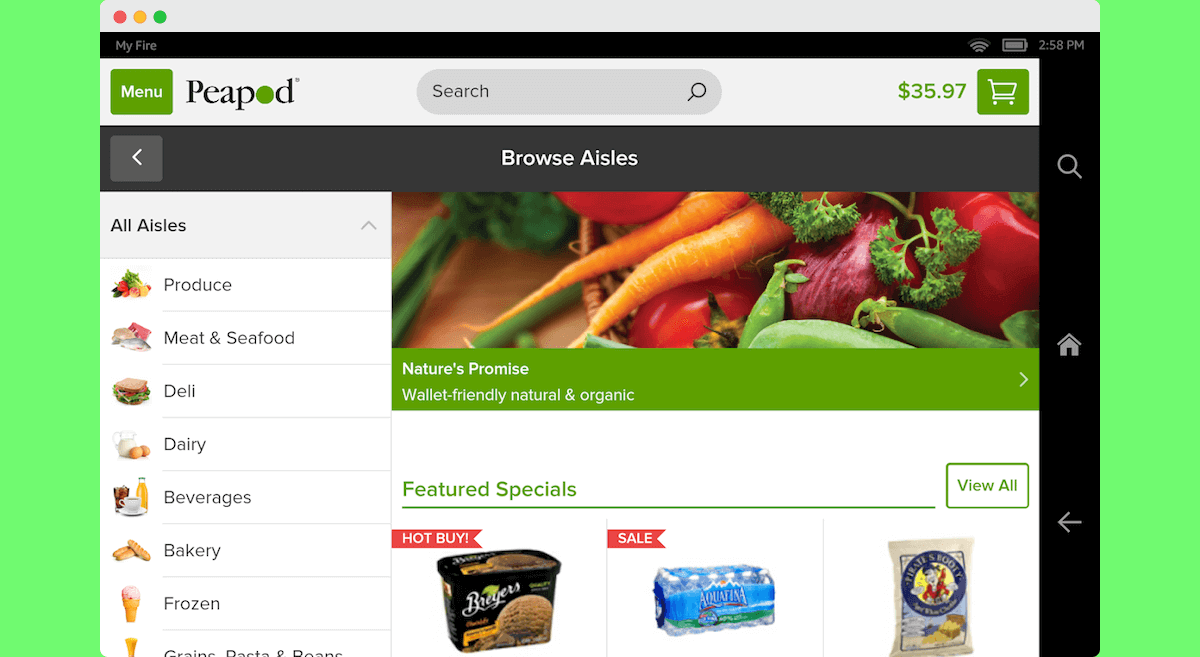 My Fire
2:58 PM
Menu
Peapod
Search
$35.97
Browse Aisles
All Aisles
Produce
Meat & Seafood
Deli
Dairy
Beverages
Bakery
Frozen
Grains, Pasta & Beans
Nature's Promise
Wallet-friendly natural & organic
Featured Specials
View All
HOT BUY!
Breyers
SALE
AQUAFINA
PIRATE'S BOOTY